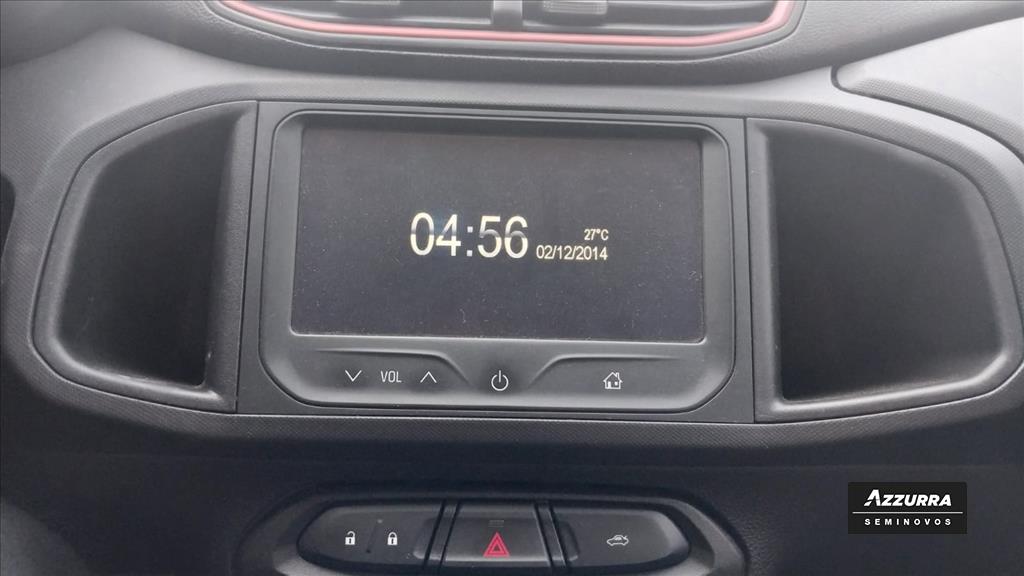 04:56
27°C
02/12/2014
VOL
AZZURRA
SEMINOVOS